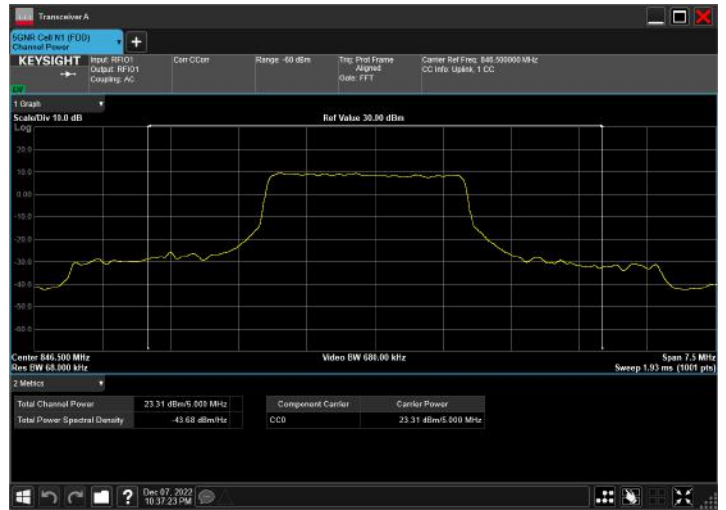 Transceiver A
5GNR Cell N1 (FDD)
Channel Power
KEYSIGHT
Input: RFIO1
Output: RFIO1
Coupling: AC
Corr CCorr
Range: -60 dBm
Trig: Prot Frame
Aligned
Gate: FFT
Carrier Ref Freq: 846.500000 MHz
CC Info: Uplink, 1 CC
1 Graph
Scale/Div 10.0 dB
Ref Value 30.00 dBm
Log
20.0
10.0
0.00
-10.0
-20.0
-30.0
-40.0
-50.0
-60.0
Center 846.500 MHz
Video BW 680.00 kHz
Span 7.5 MHz
Res BW 68.000 kHz
Sweep 1.93 ms (1001 pts)
2 Metrics
Total Channel Power 23.31 dBm/5.000 MHz
Total Power Spectral Density -43.68 dBm/Hz
Component Carrier Carrier Power
CC0 23.31 dBm/5.000 MHz
Dec 07, 2022
10:37:23 PM